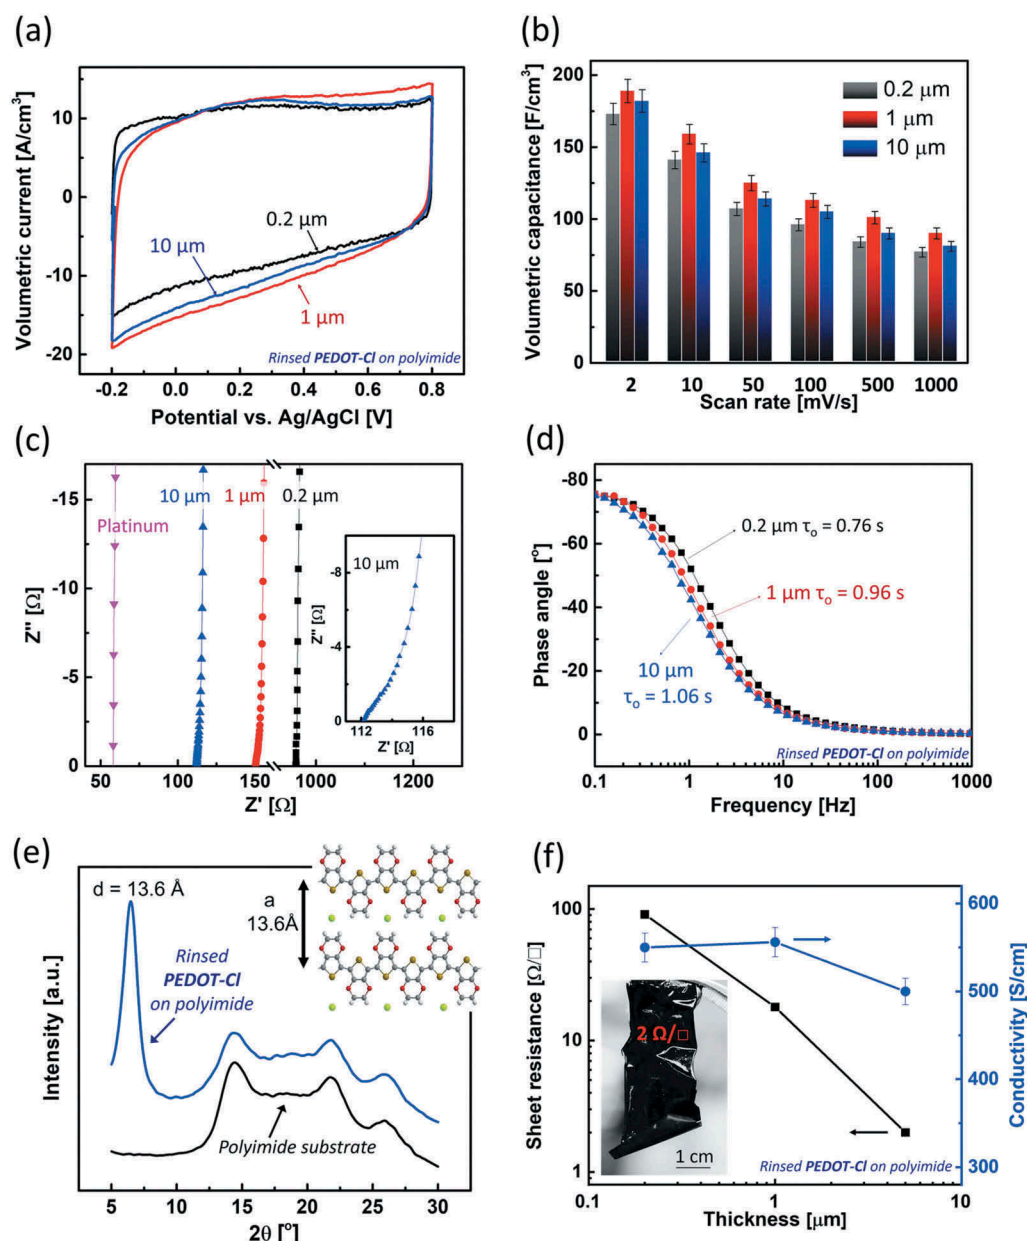 (a)
Volumetric current [A/cm³]
10
0
-10
-20
0.2 μm
10 μm
1 μm
Rinsed PEDOT-Cl on polyimide
-0.2 0.0 0.2 0.4 0.6 0.8
Potential vs. Ag/AgCl [V]
(b)
Volumetric capacitance [F/cm³]
200
150
100
50
0
0.2 μm
1 μm
10 μm
2 10 50 100 500 1000
Scan rate [mV/s]
(c)
Z'' [Ω]
-15
-10
-5
0
10 μm 1 μm 0.2 μm
Platinum
50 100 150 1000 1200
Z' [Ω]
10 μm
Z'' [Ω]
-8
-4
0
112 116
Z' [Ω]
(d)
Phase angle [°]
-80
-60
-40
-20
0
0.2 μm τo = 0.76 s
1 μm τo = 0.96 s
10 μm
τo = 1.06 s
Rinsed PEDOT-Cl on polyimide
0.1 1 10 100 1000
Frequency [Hz]
(e)
Intensity [a.u.]
d = 13.6 Å
a
13.6Å
Rinsed
PEDOT-Cl
on polyimide
Polyimide substrate
5 10 15 20 25 30
2θ [°]
(f)
Sheet resistance [Ω/□]
100
10
1
2 Ω/□
1 cm
Rinsed PEDOT-Cl on polyimide
0.1 1 10
Thickness [μm]
600
500
400
300
Conductivity [S/cm]